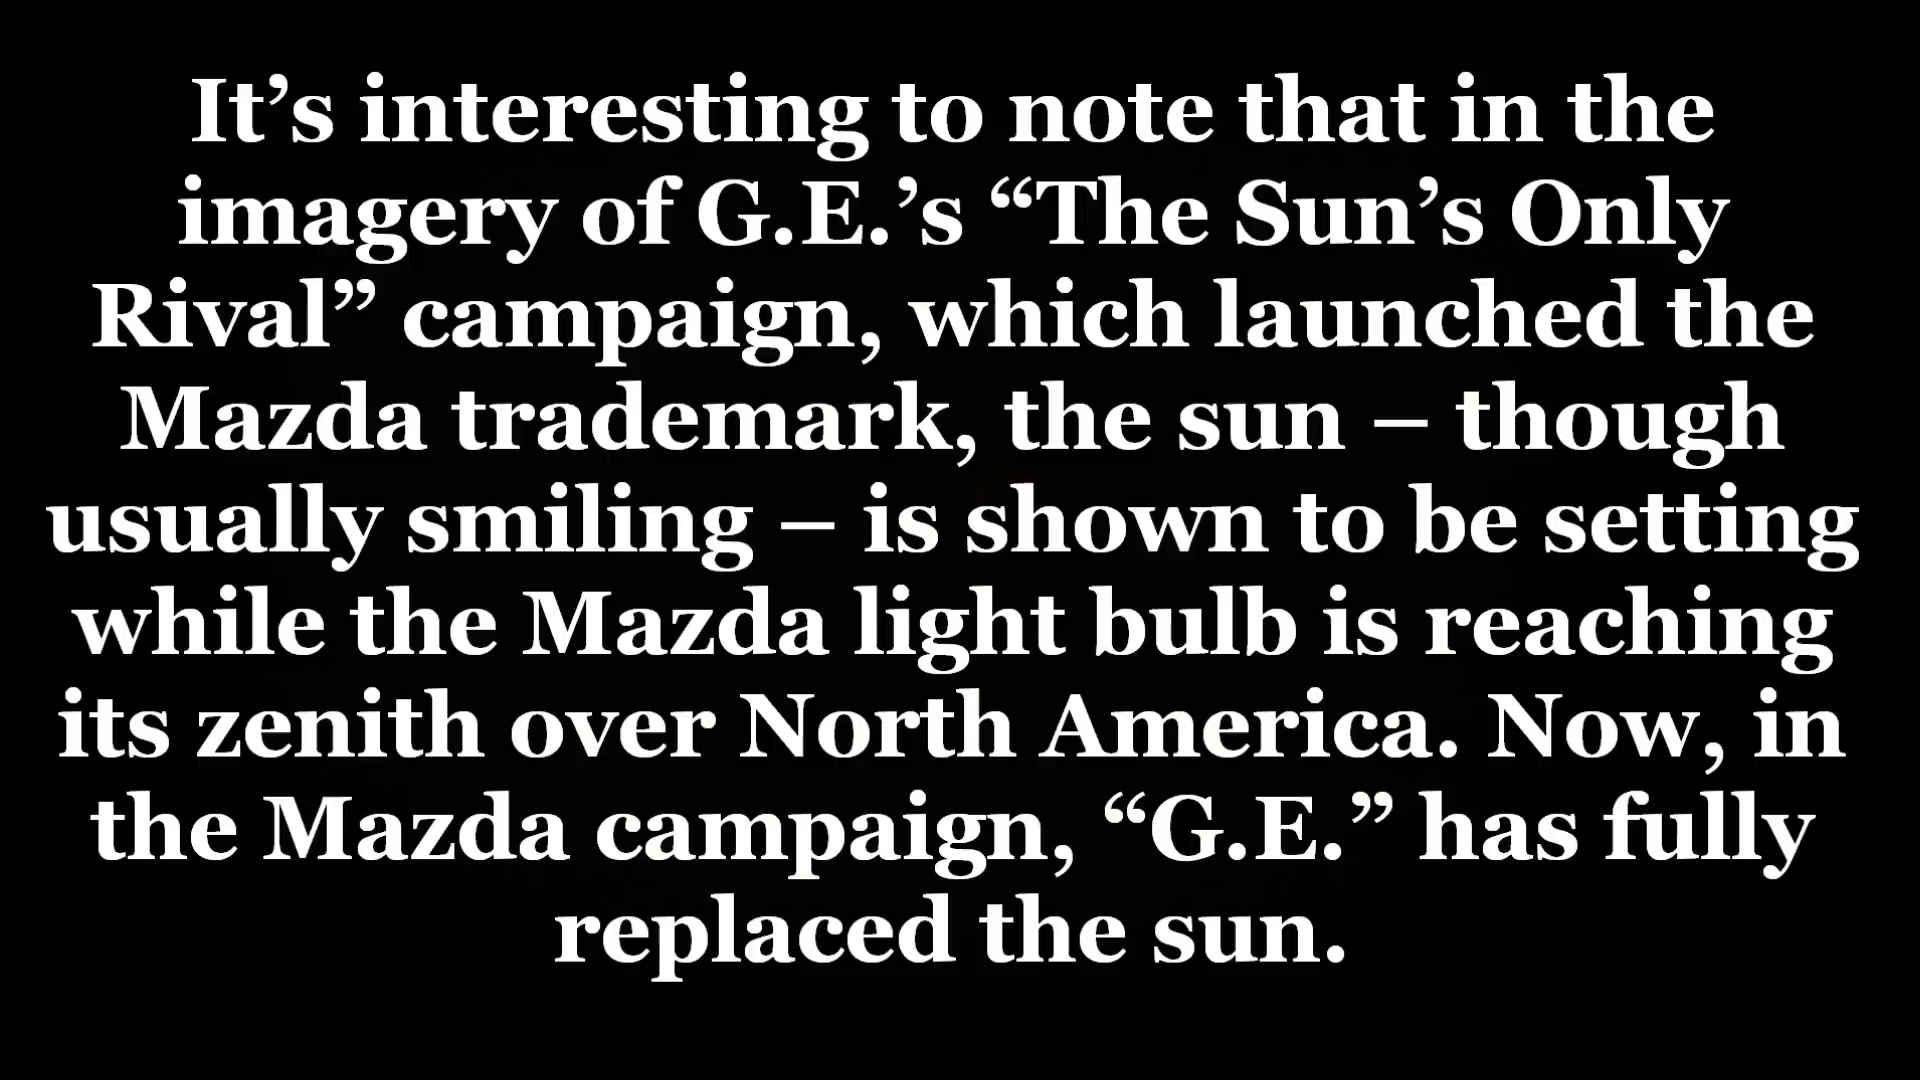 It’s interesting to note that in the
imagery of G.E.’s “The Sun’s Only
Rival” campaign, which launched the
Mazda trademark, the sun – though
usually smiling – is shown to be setting
while the Mazda light bulb is reaching
its zenith over North America. Now, in
the Mazda campaign, “G.E.” has fully
replaced the sun.